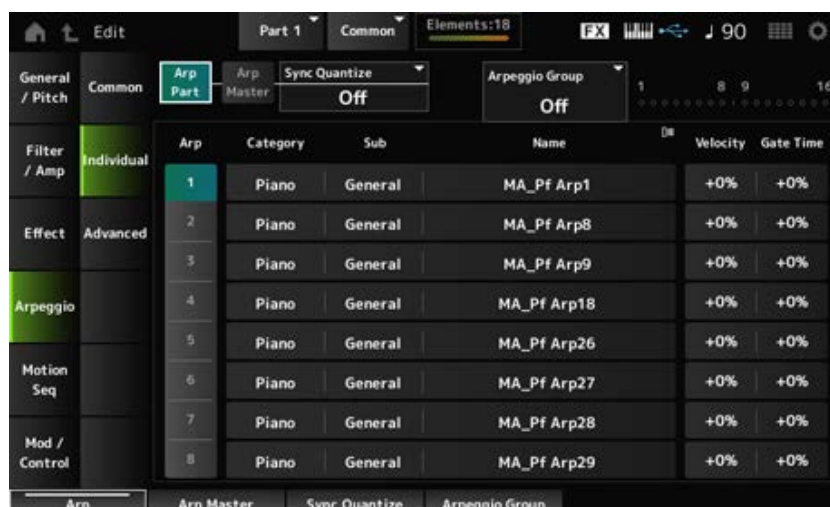 Edit
Part 1
Common
Elements:18
FX
♩ 90
General / Pitch
Common
Arp Part
Arp Master
Sync Quantize
Off
Arpeggio Group
Off
1 8 9 16
Filter / Amp
Individual
Arp Category Sub Name Velocity Gate Time
1 Piano General MA_Pf Arp1 +0% +0%
2 Piano General MA_Pf Arp8 +0% +0%
Effect
Advanced
3 Piano General MA_Pf Arp9 +0% +0%
Arpeggio
4 Piano General MA_Pf Arp18 +0% +0%
5 Piano General MA_Pf Arp26 +0% +0%
Motion Seq
6 Piano General MA_Pf Arp27 +0% +0%
7 Piano General MA_Pf Arp28 +0% +0%
Mod / Control
8 Piano General MA_Pf Arp29 +0% +0%
Arp Arp Master Sync Quantize Arpeggio Group